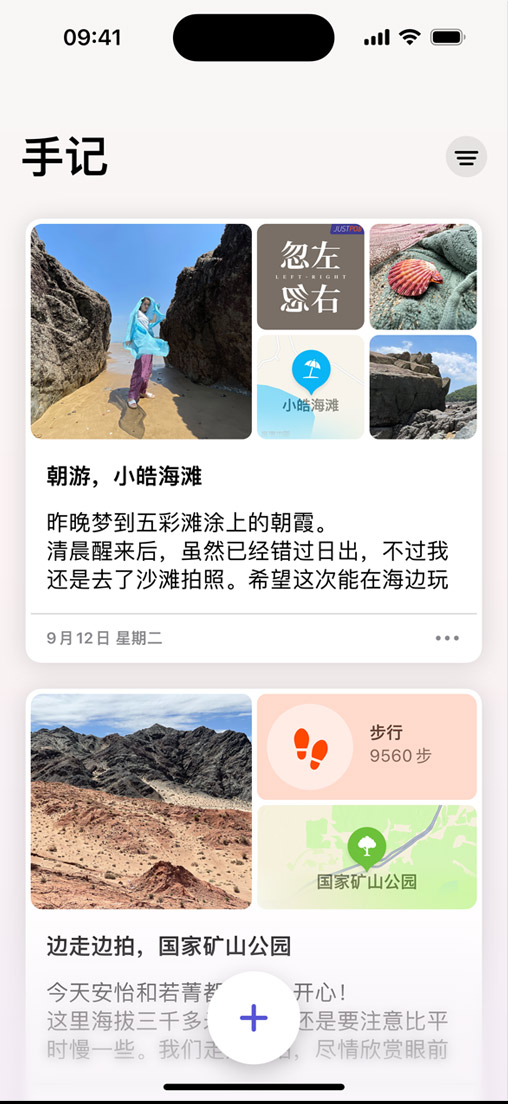 09:41
手记
JUSTPOD
忽左
LEFT-RIGHT
忽右
小皓海滩
朝游，小皓海滩
昨晚梦到五彩滩涂上的朝霞。
清晨醒来后，虽然已经错过日出，不过我
还是去了沙滩拍照。希望这次能在海边玩
9月12日 星期二
步行
9560步
国家矿山公园
边走边拍，国家矿山公园
今天安怡和若菁都 开心！
这里海拔三千多 还是要注意比平
时慢一些。我们走 ，尽情欣赏眼前